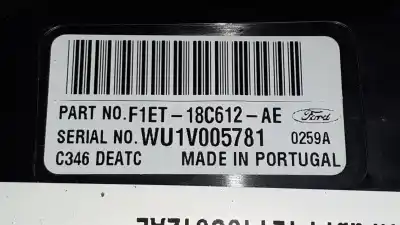 PART NO. F1ET-18C612-AE Ford
SERIAL NO. WU1V005781 0259A
C346 DEATC MADE IN PORTUGAL